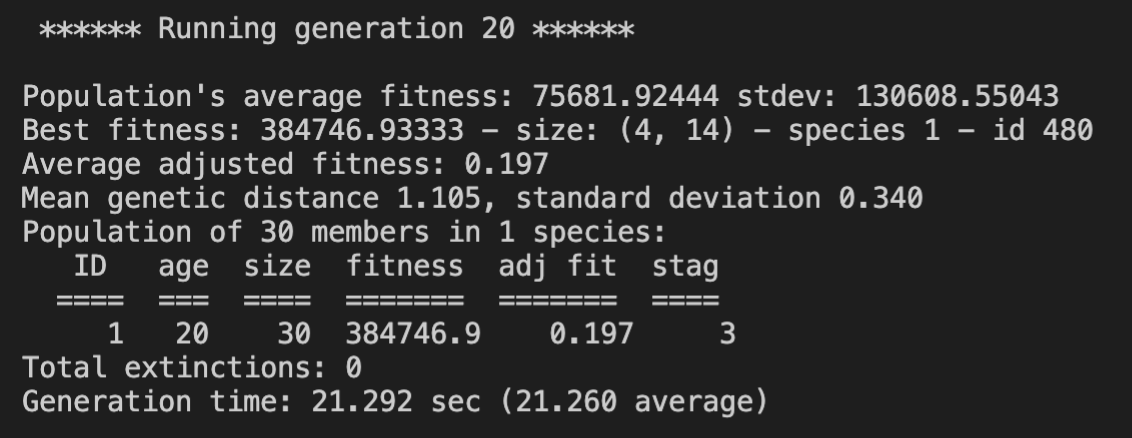 ****** Running generation 20 ******
Population's average fitness: 75681.92444 stdev: 130608.55043
Best fitness: 384746.93333 - size: (4, 14) - species 1 - id 480
Average adjusted fitness: 0.197
Mean genetic distance 1.105, standard deviation 0.340
Population of 30 members in 1 species:
   ID   age  size   fitness   adj fit  stag
  ====  ===  ====  =======  =======  ====
     1   20    30  384746.9    0.197     3
Total extinctions: 0
Generation time: 21.292 sec (21.260 average)